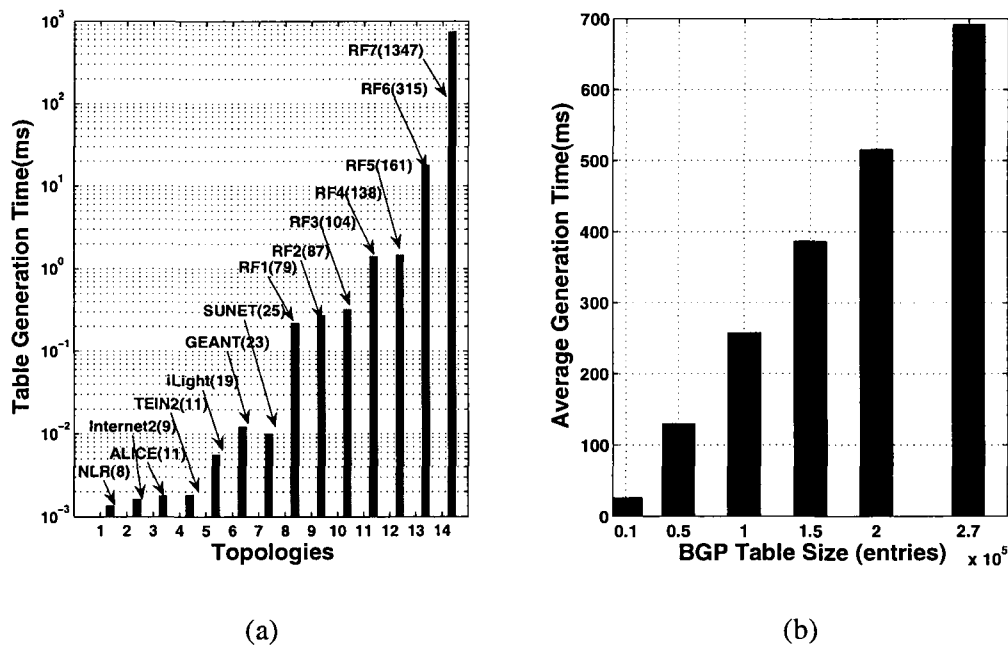 10^3
10^2
10^1
10^0
10^-1
10^-2
10^-3
Table Generation Time(ms)
RF7(1347)
RF6(315)
RF5(161)
RF4(138)
RF3(104)
RF2(87)
RF1(79)
SUNET(25)
GEANT(23)
iLight(19)
TEIN2(11)
Internet2(9)
ALICE(11)
NLR(8)
1 2 3 4 5 6 7 8 9 10 11 12 13 14
Topologies
(a)
700
600
500
400
300
200
100
0
Average Generation Time(ms)
0.1 0.5 1 1.5 2 2.7
BGP Table Size (entries) x 10^5
(b)